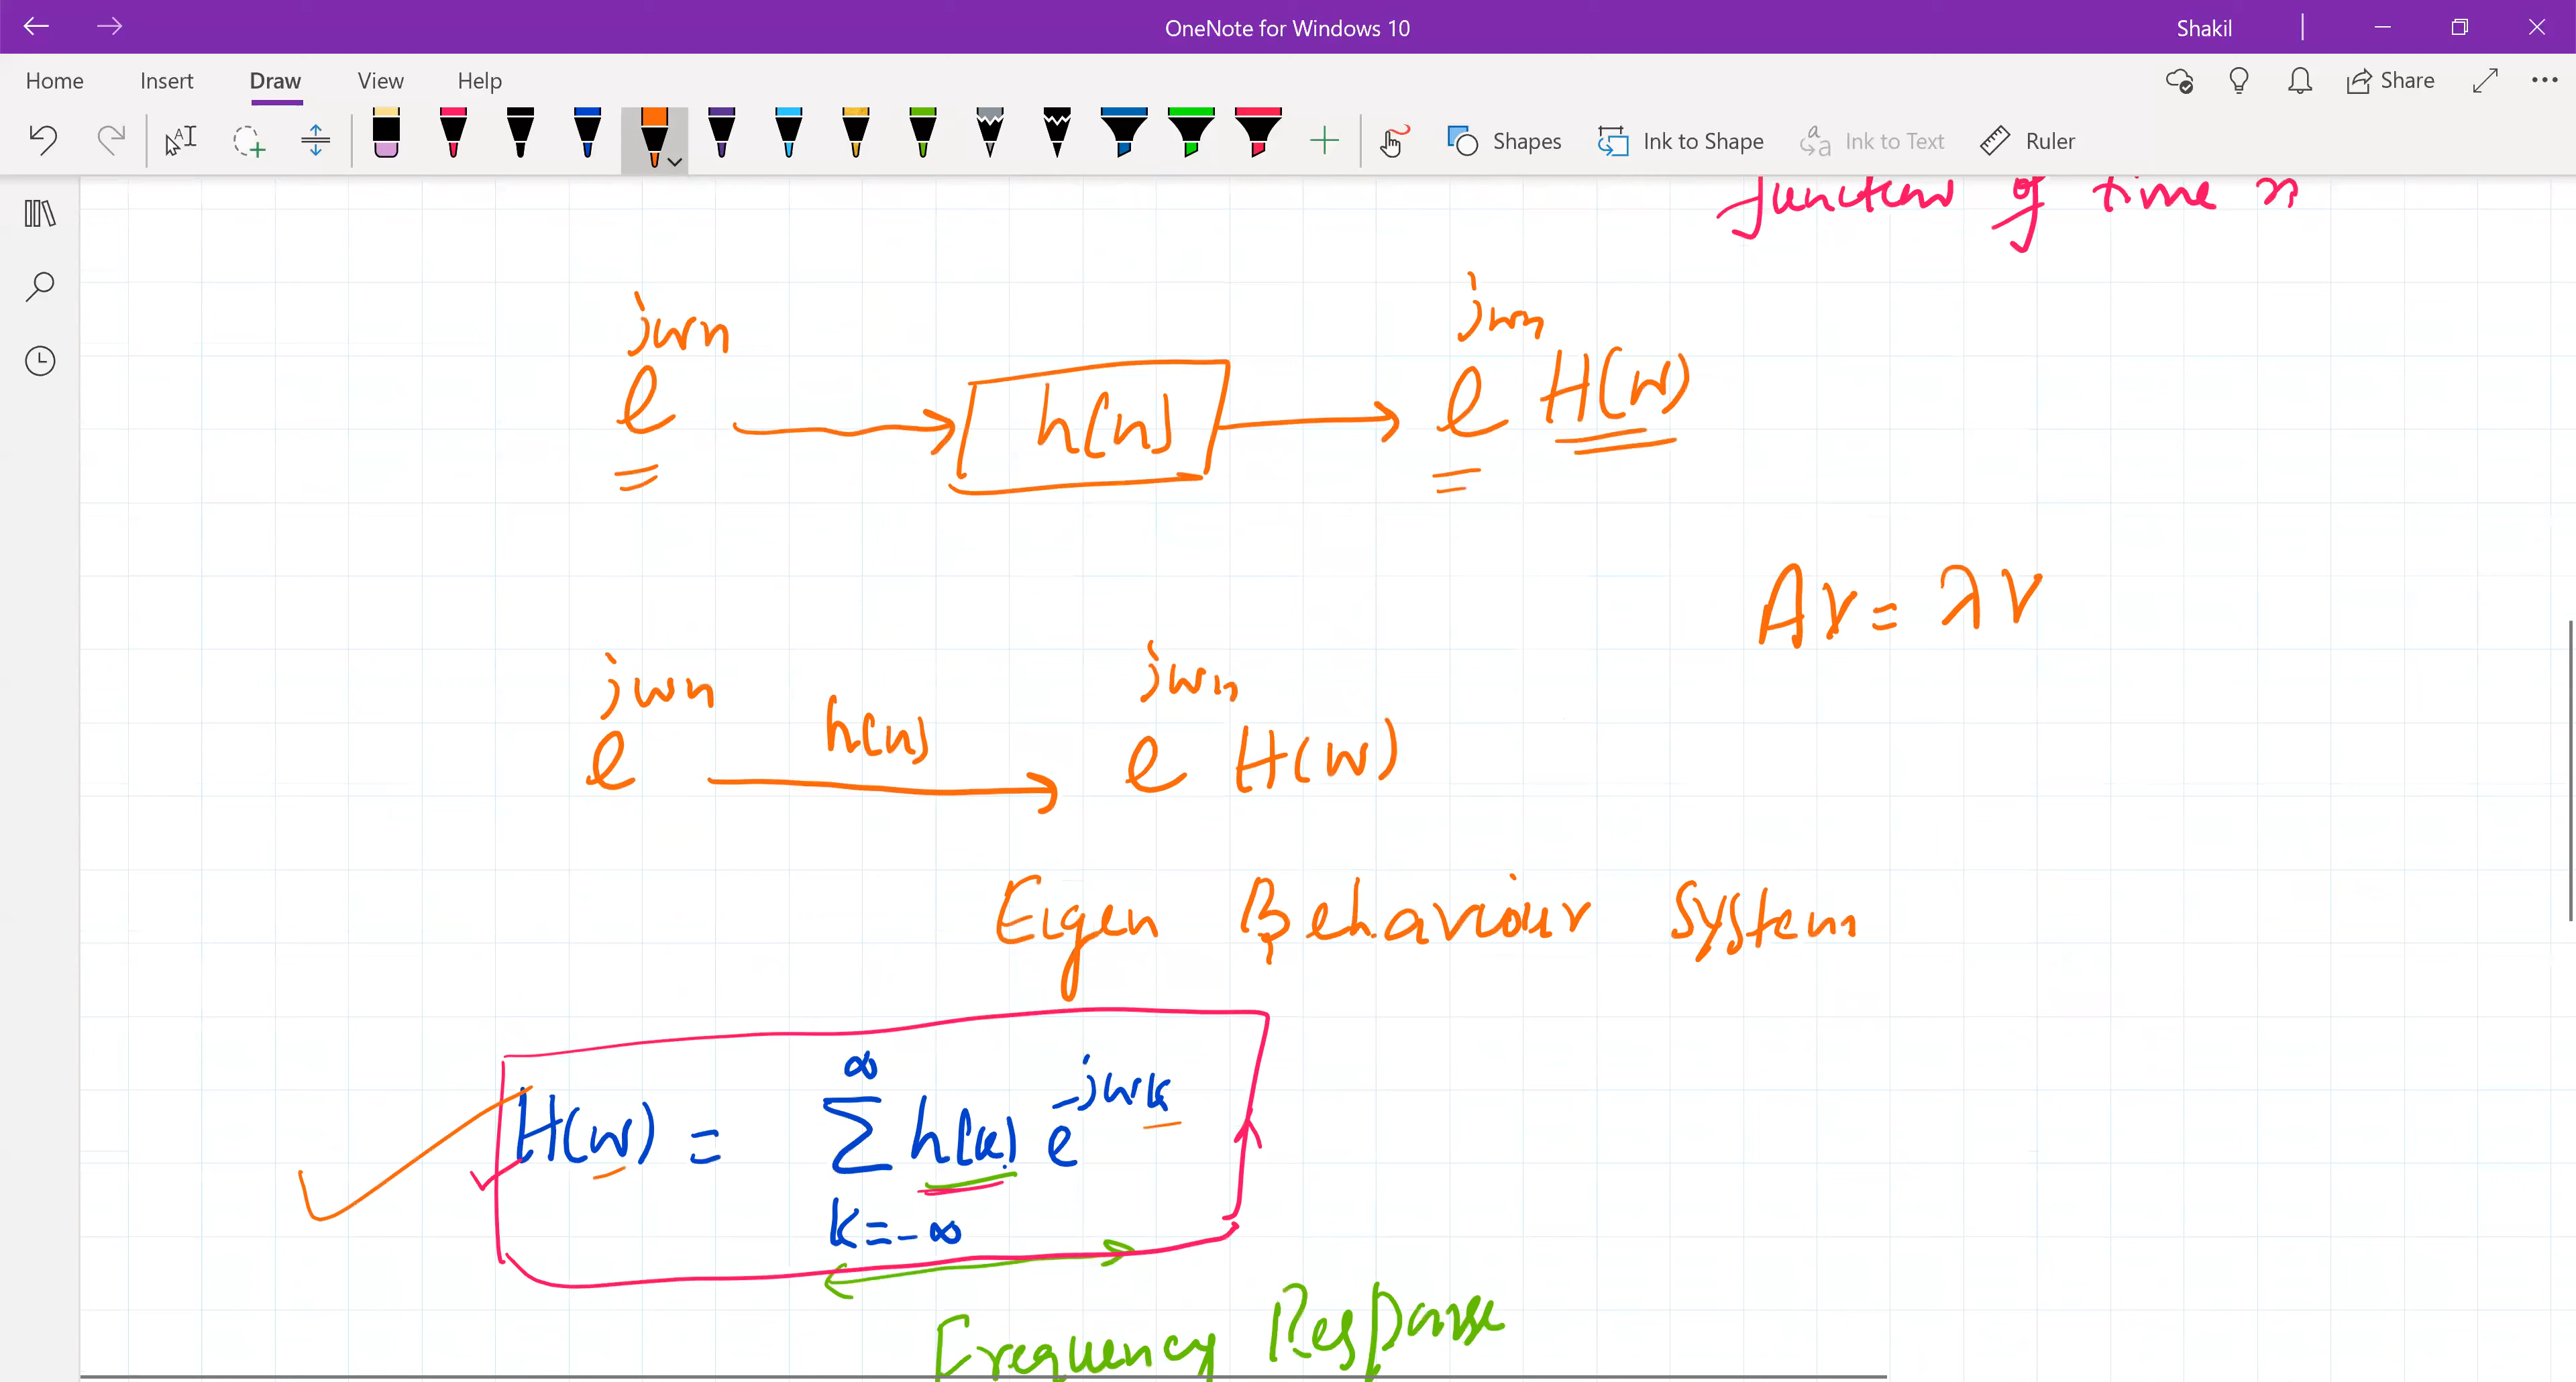 OneNote for Windows 10 Shakil
Home Insert Draw View Help Share
Shapes Ink to Shape Ink to Text Ruler
function of time n
e^{jwn} → h(n) → e^{jwn} H(w)
Av = λv
e^{jwn} h(n) → e^{jwn} H(w)
Eigen Behaviour System
H(w) = ∑_{k=-∞}^{∞} h(k) e^{-jwk}
Frequency Response